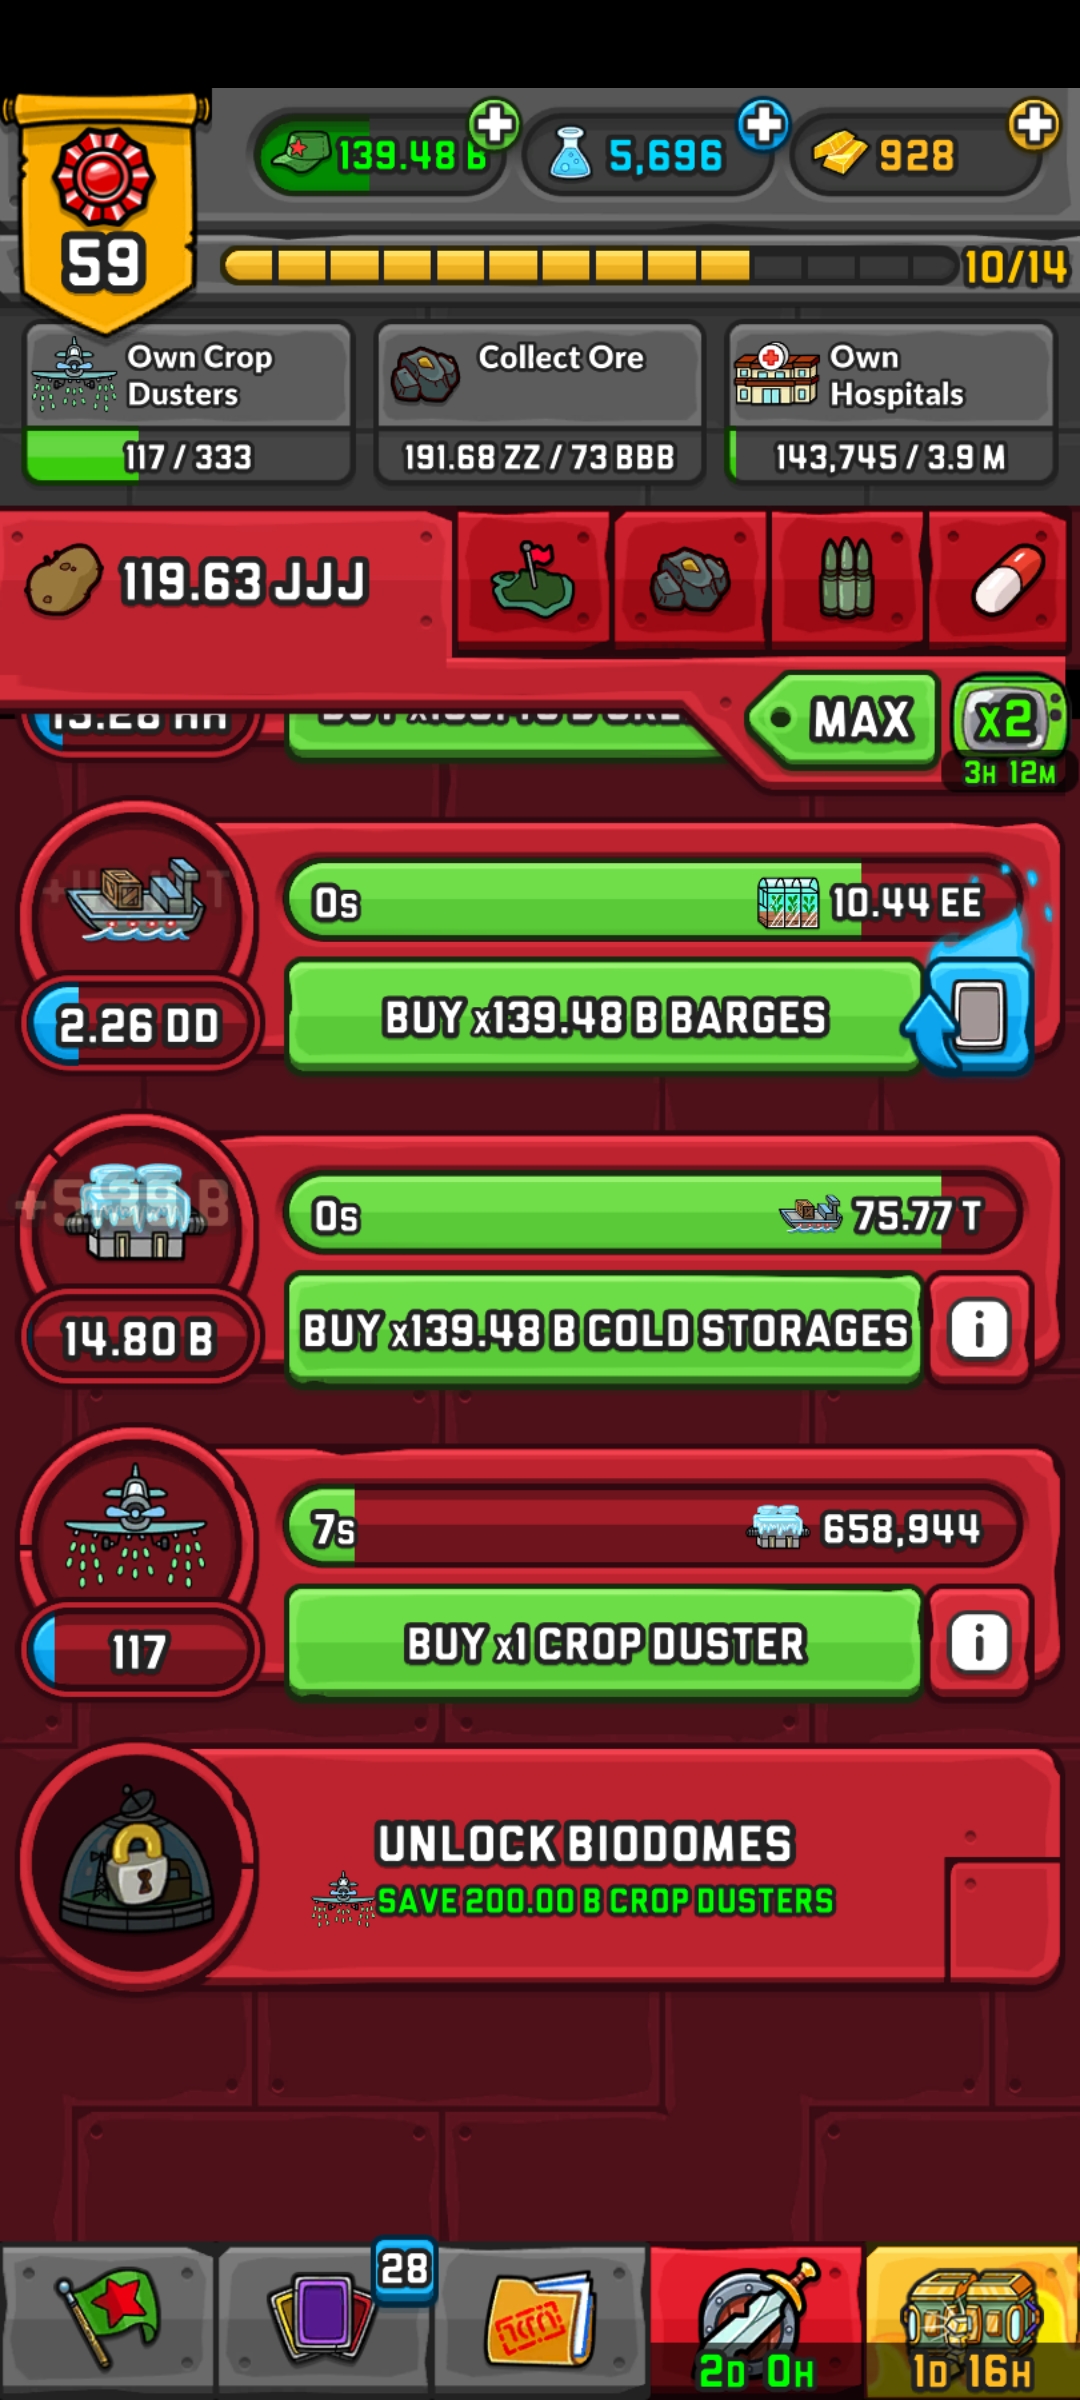 139.48 B
5,696
928
59
10/14
Own Crop
Dusters
117 / 333
Collect Ore
191.68 ZZ / 73 BBB
Own
Hospitals
143,745 / 3.9 M
119.63 JJJ
MAX
x2
3H 12M
0s
10.44 EE
2.26 DD
BUY x139.48 B BARGES
0s
75.77 T
14.80 B
BUY x139.48 B COLD STORAGES
i
7s
658,944
117
BUY x1 CROP DUSTER
i
UNLOCK BIODOMES
SAVE 200.00 B CROP DUSTERS
28
2D 0H
1D 16H